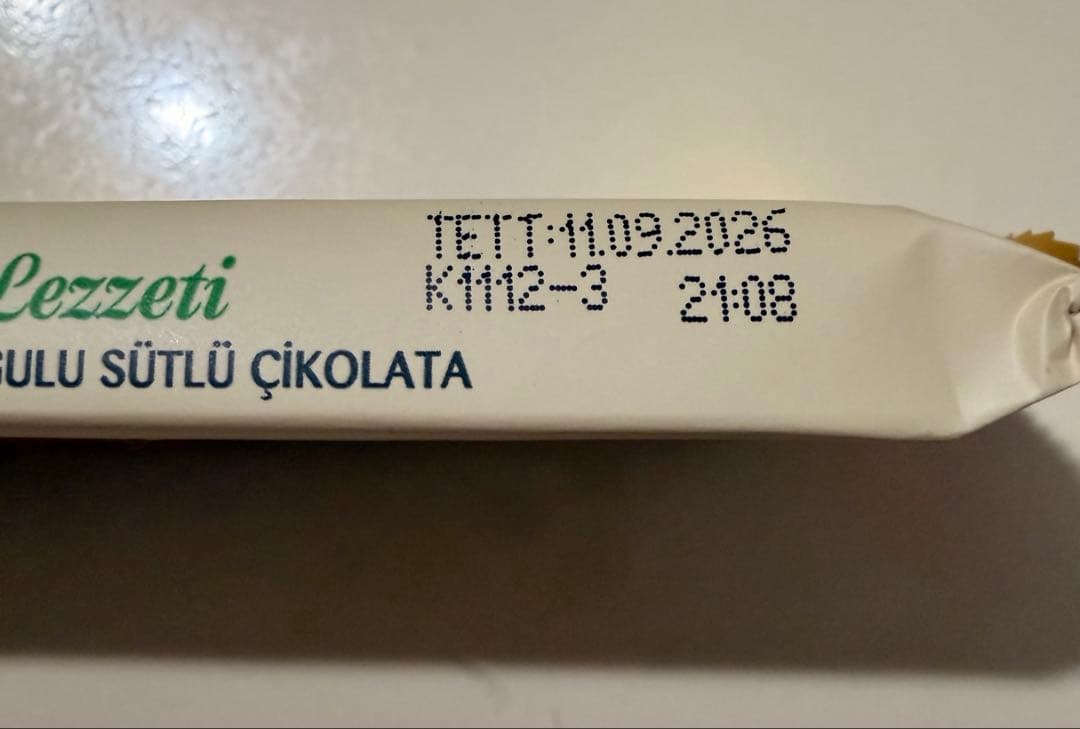 TETT:11.09.2026
K1112-3 21:08
Lezzeti
SÜTLÜ ÇİKOLATA